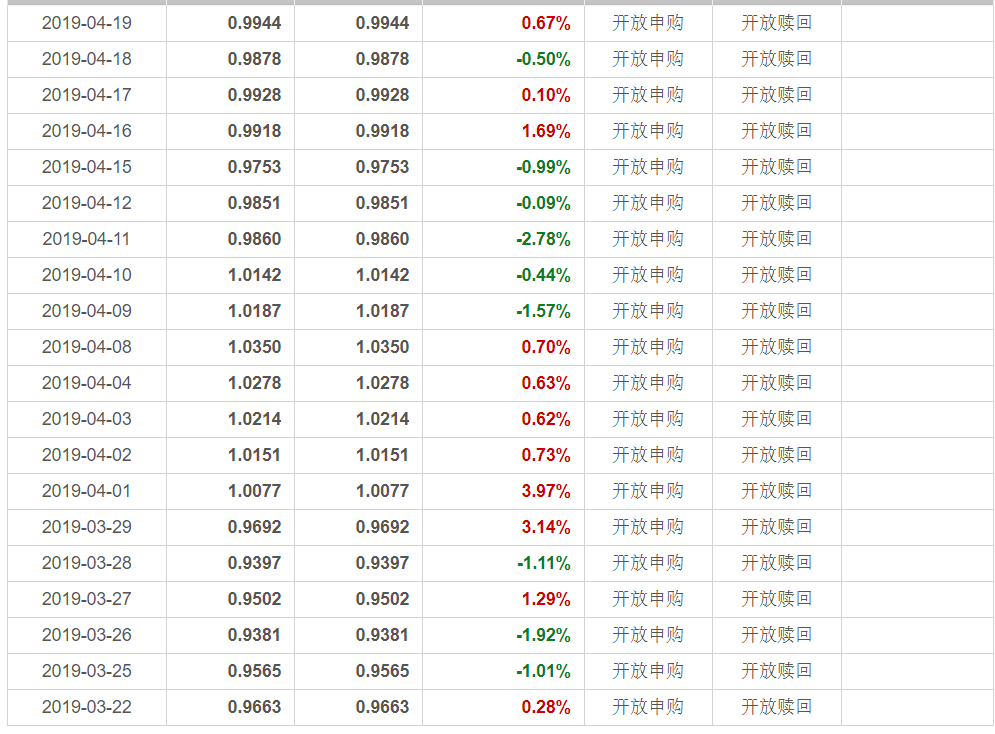 2019-04-19 0.9944 0.9944 0.67% 开放申购 开放赎回
2019-04-18 0.9878 0.9878 -0.50% 开放申购 开放赎回
2019-04-17 0.9928 0.9928 0.10% 开放申购 开放赎回
2019-04-16 0.9918 0.9918 1.69% 开放申购 开放赎回
2019-04-15 0.9753 0.9753 -0.99% 开放申购 开放赎回
2019-04-12 0.9851 0.9851 -0.09% 开放申购 开放赎回
2019-04-11 0.9860 0.9860 -2.78% 开放申购 开放赎回
2019-04-10 1.0142 1.0142 -0.44% 开放申购 开放赎回
2019-04-09 1.0187 1.0187 -1.57% 开放申购 开放赎回
2019-04-08 1.0350 1.0350 0.70% 开放申购 开放赎回
2019-04-04 1.0278 1.0278 0.63% 开放申购 开放赎回
2019-04-03 1.0214 1.0214 0.62% 开放申购 开放赎回
2019-04-02 1.0151 1.0151 0.73% 开放申购 开放赎回
2019-04-01 1.0077 1.0077 3.97% 开放申购 开放赎回
2019-03-29 0.9692 0.9692 3.14% 开放申购 开放赎回
2019-03-28 0.9397 0.9397 -1.11% 开放申购 开放赎回
2019-03-27 0.9502 0.9502 1.29% 开放申购 开放赎回
2019-03-26 0.9381 0.9381 -1.92% 开放申购 开放赎回
2019-03-25 0.9565 0.9565 -1.01% 开放申购 开放赎回
2019-03-22 0.9663 0.9663 0.28% 开放申购 开放赎回